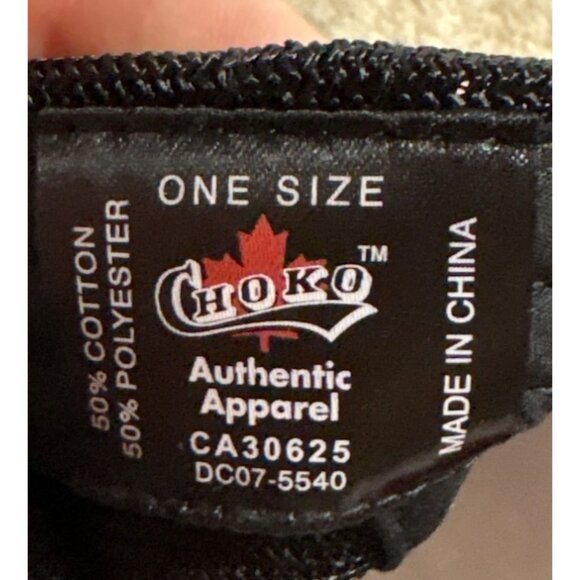 ONE SIZE
50% COTTON
50% POLYESTER
CHOKO™
Authentic
Apparel
CA30625
DC07-5540
MADE IN CHINA